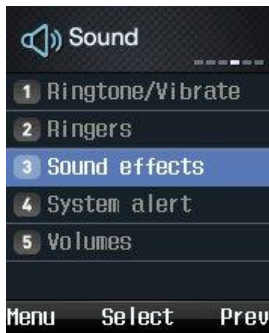 Sound
1 Ringtone/Vibrate
2 Ringers
3 Sound effects
4 System alert
5 Volumes
Menu Select Prev